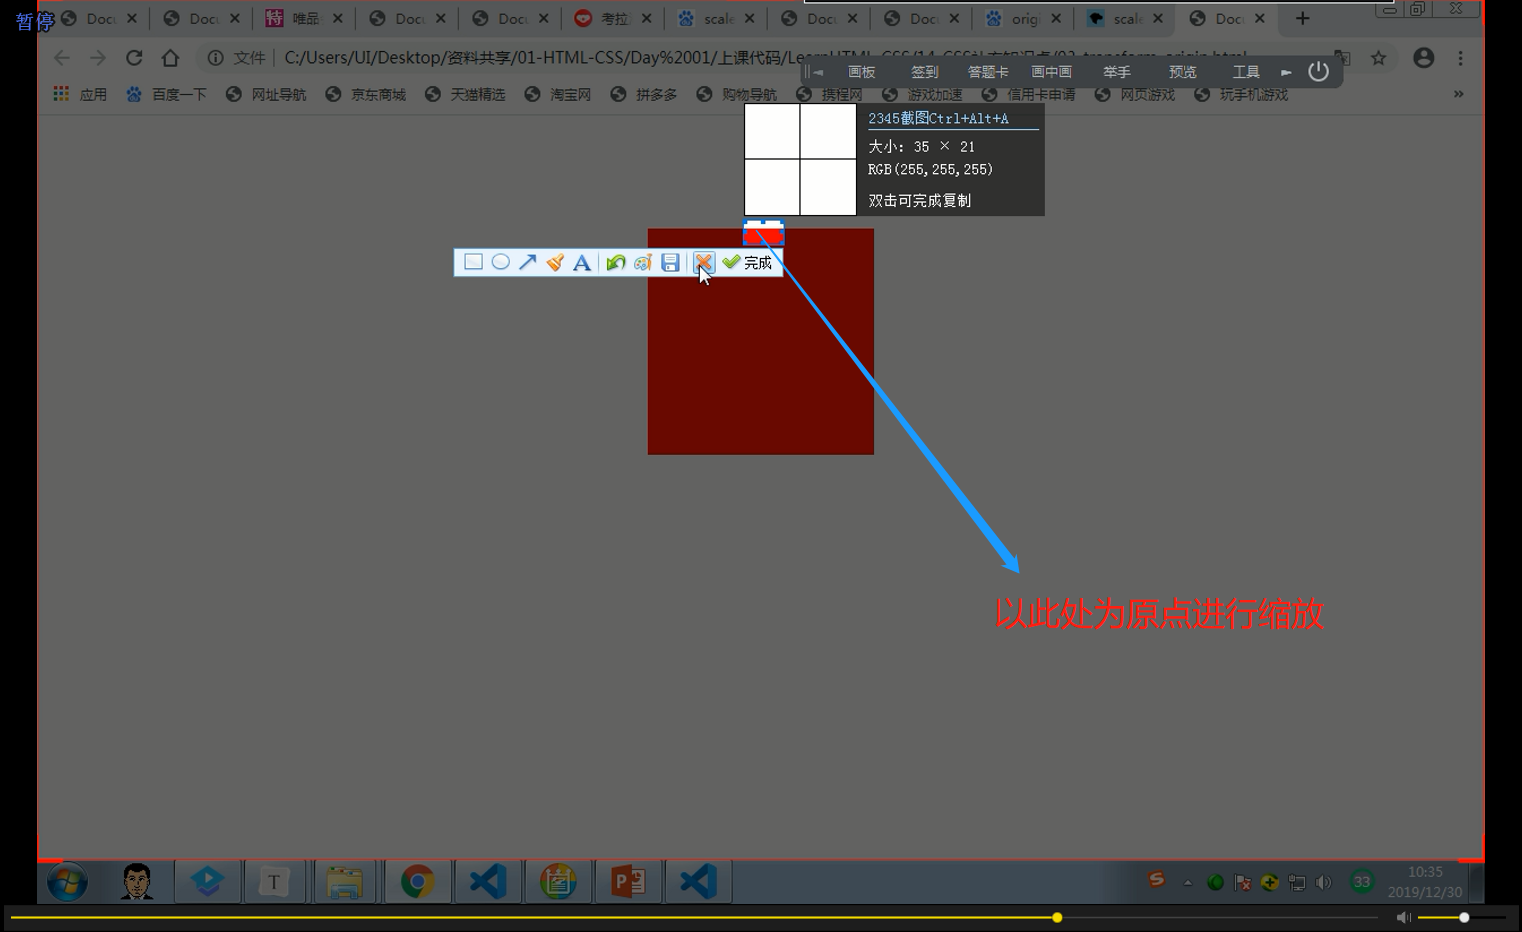 暂停
Docu
Docu
唯品
Docu
Docu
考拉
scale
Docu
Docu
origi
scale
Docu
文件 C:/Users/UI/Desktop/资料共享/01-HTML-CSS/Day%2001/上课代码/LearnHTML_CSS/14-CSS
画板 签到 答题卡 画中画 举手 预览 工具
应用 百度一下 网址导航 京东商城 天猫精选 淘宝网 拼多多 购物导航 携程网 游戏加速 信用卡申请 网页游戏 玩手机游戏 »
2345截图Ctrl+Alt+A
大小: 35 × 21
RGB(255,255,255)
双击可完成复制
A 完成
以此处为原点进行缩放
33
10:35
2019/12/30